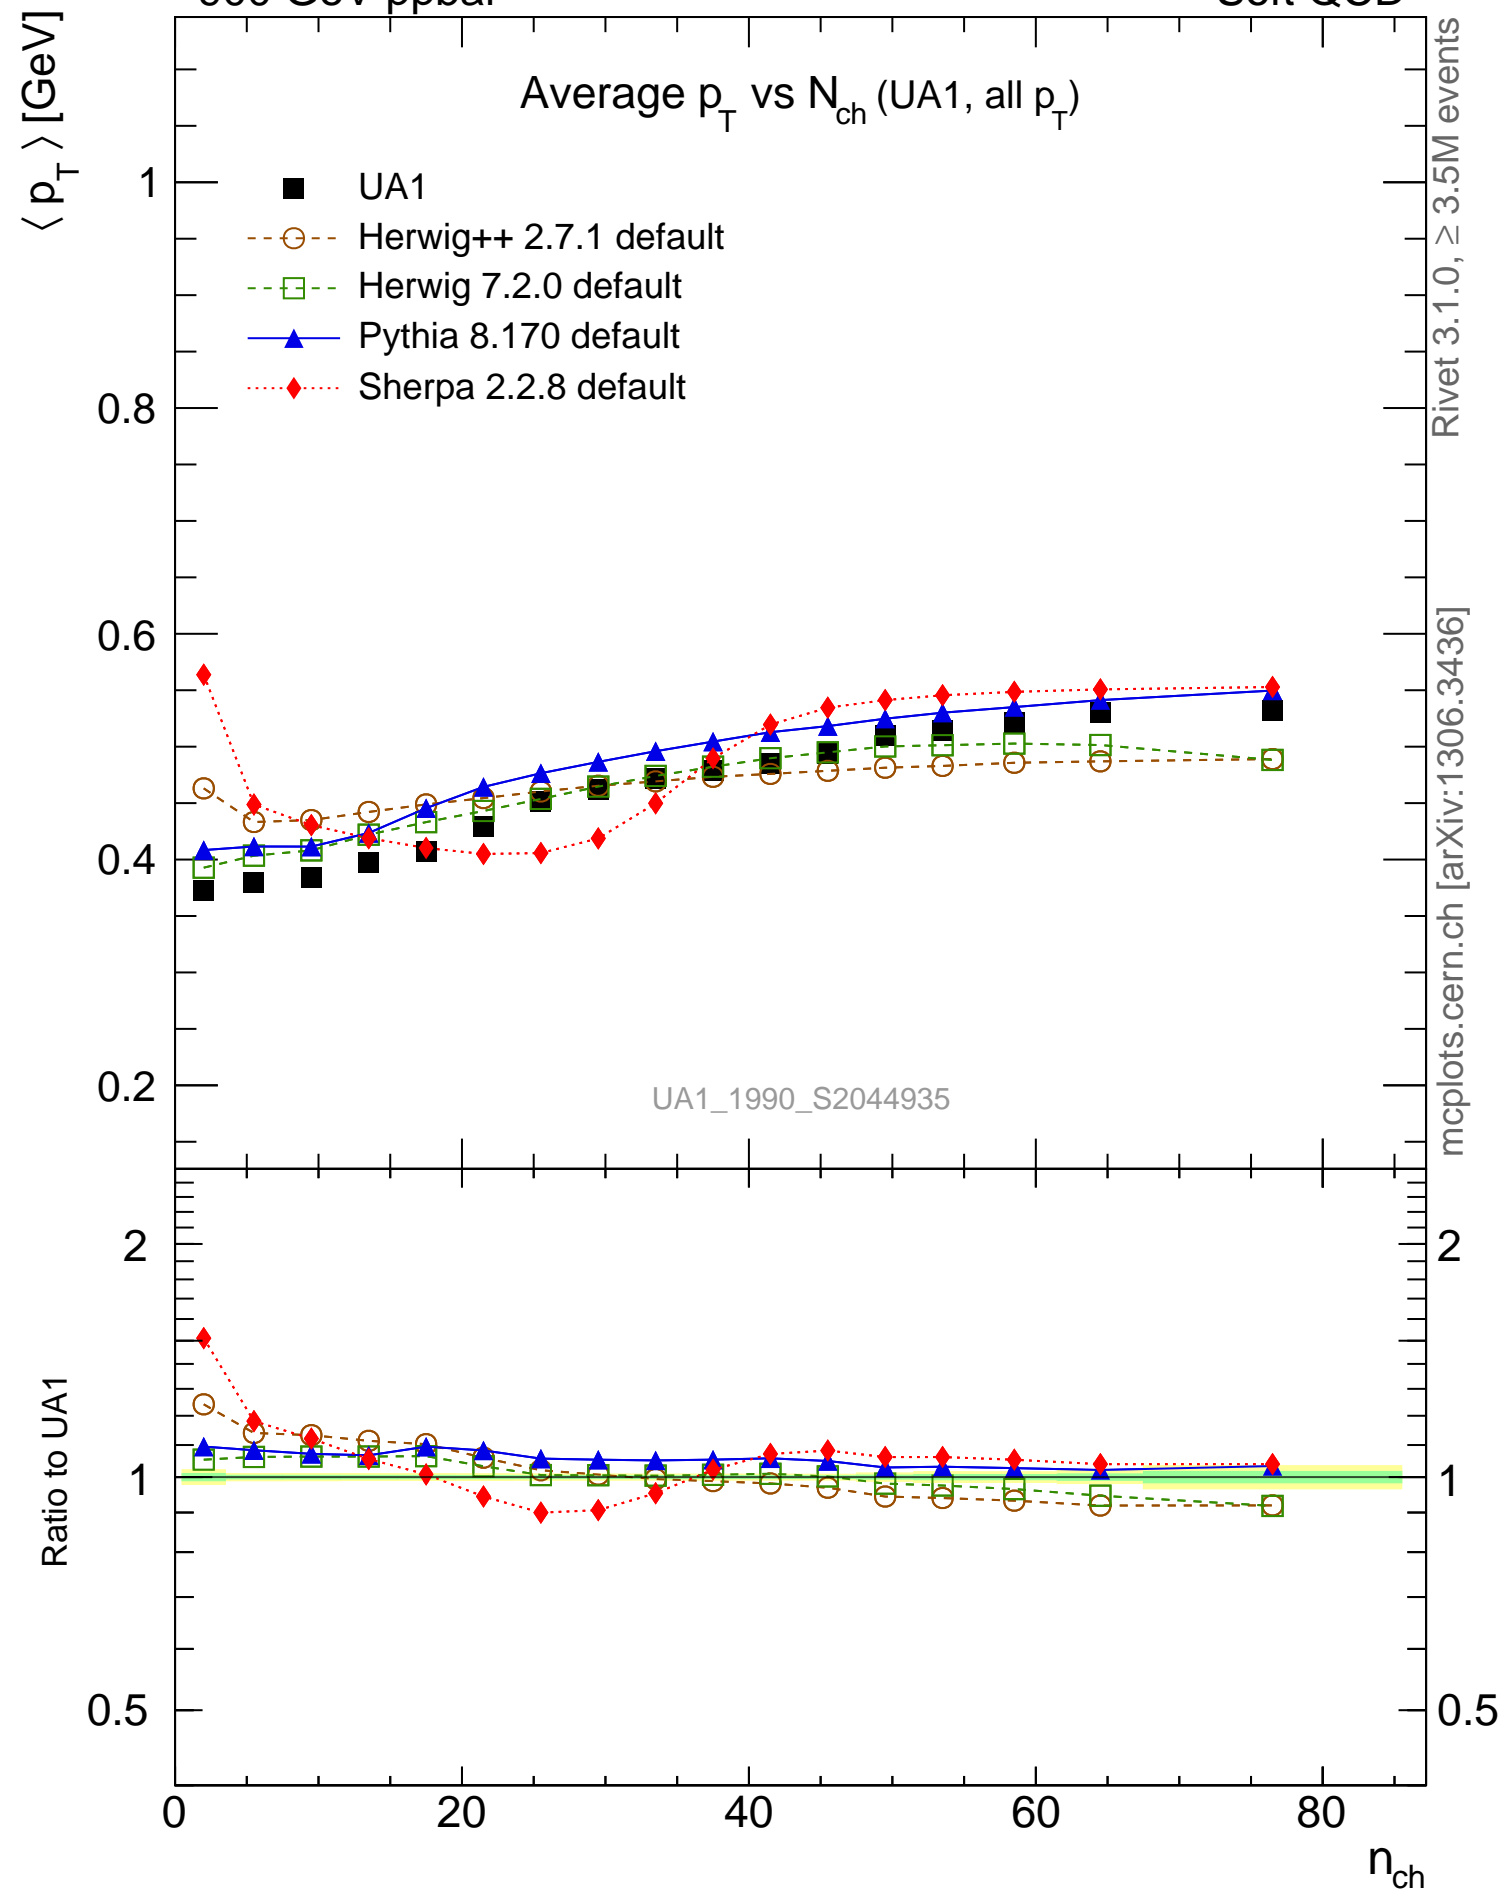 ⟨ p_T ⟩ [GeV]
Average p_T vs N_ch (UA1, all p_T)
UA1
Herwig++ 2.7.1 default
Herwig 7.2.0 default
Pythia 8.170 default
Sherpa 2.2.8 default
1
0.8
0.6
0.4
0.2
UA1_1990_S2044935
Rivet 3.1.0, ≥ 3.5M events
mcplots.cern.ch [arXiv:1306.3436]
Ratio to UA1
2
1
0.5
2
1
0.5
0 20 40 60 80
n_ch